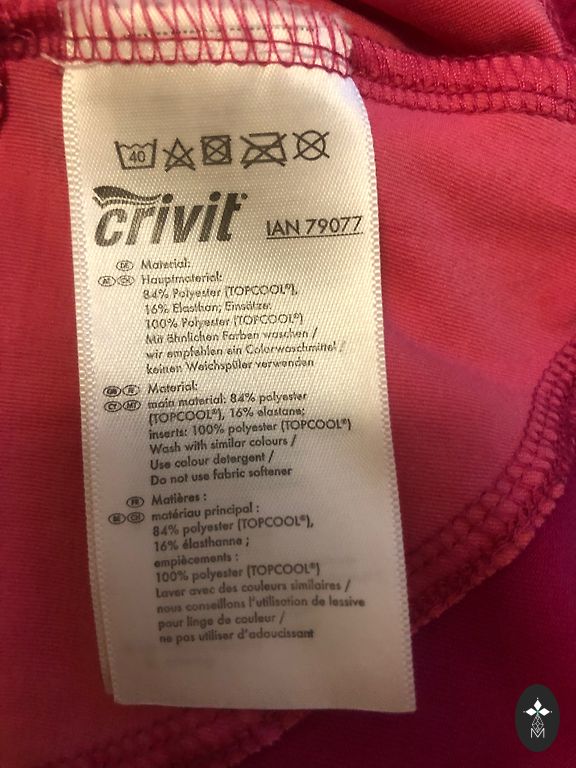 40
crivit
IAN 79077
DE Material:
AT CH Hauptmaterial:
84% Polyester (TOPCOOL®),
16% Elasthan; Einsätze:
100% Polyester (TOPCOOL®)
Mit ähnlichen Farben waschen /
wir empfehlen ein Colorwaschmittel /
keinen Weichspüler verwenden
GB IE Material:
CY MT main material: 84% polyester
(TOPCOOL®), 16% elastane;
inserts: 100% polyester (TOPCOOL®)
Wash with similar colours /
Use colour detergent /
Do not use fabric softener
FR Matières :
BE CH matériau principal :
84% polyester (TOPCOOL®),
16% élasthanne ;
empiècements :
100% polyester (TOPCOOL®)
Laver avec des couleurs similaires /
nous conseillons l'utilisation de lessive
pour linge de couleur /
ne pas utiliser d'adoucissant